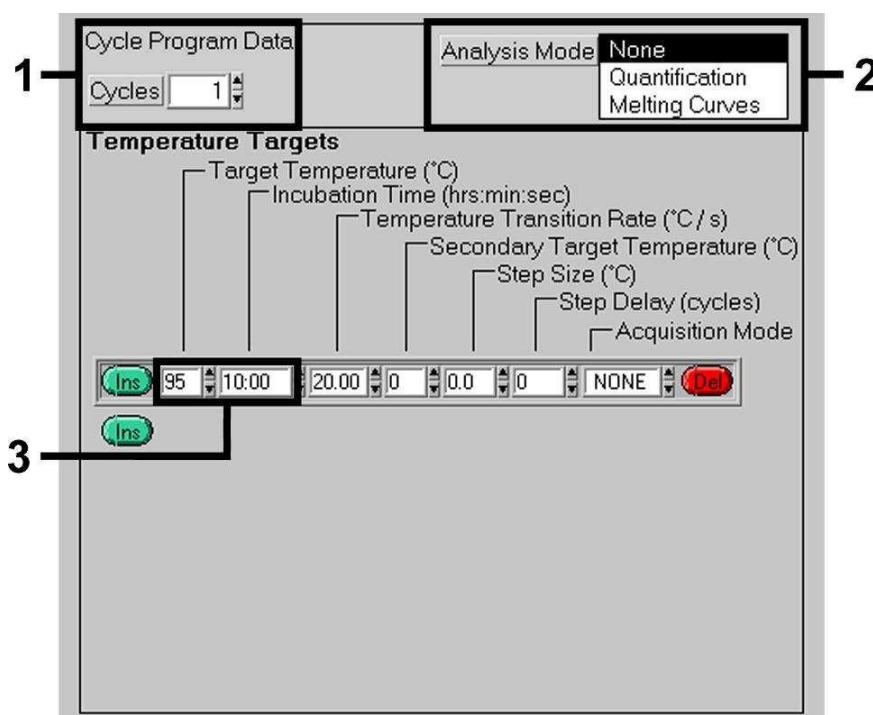 1
Cycle Program Data
Cycles 1
Analysis Mode None
Quantification
Melting Curves
2
Temperature Targets
Target Temperature (°C)
Incubation Time (hrs:min:sec)
Temperature Transition Rate (°C / s)
Secondary Target Temperature (°C)
Step Size (°C)
Step Delay (cycles)
Acquisition Mode
Ins 95 10:00 20.00 0 0.0 0 NONE Del
Ins
3